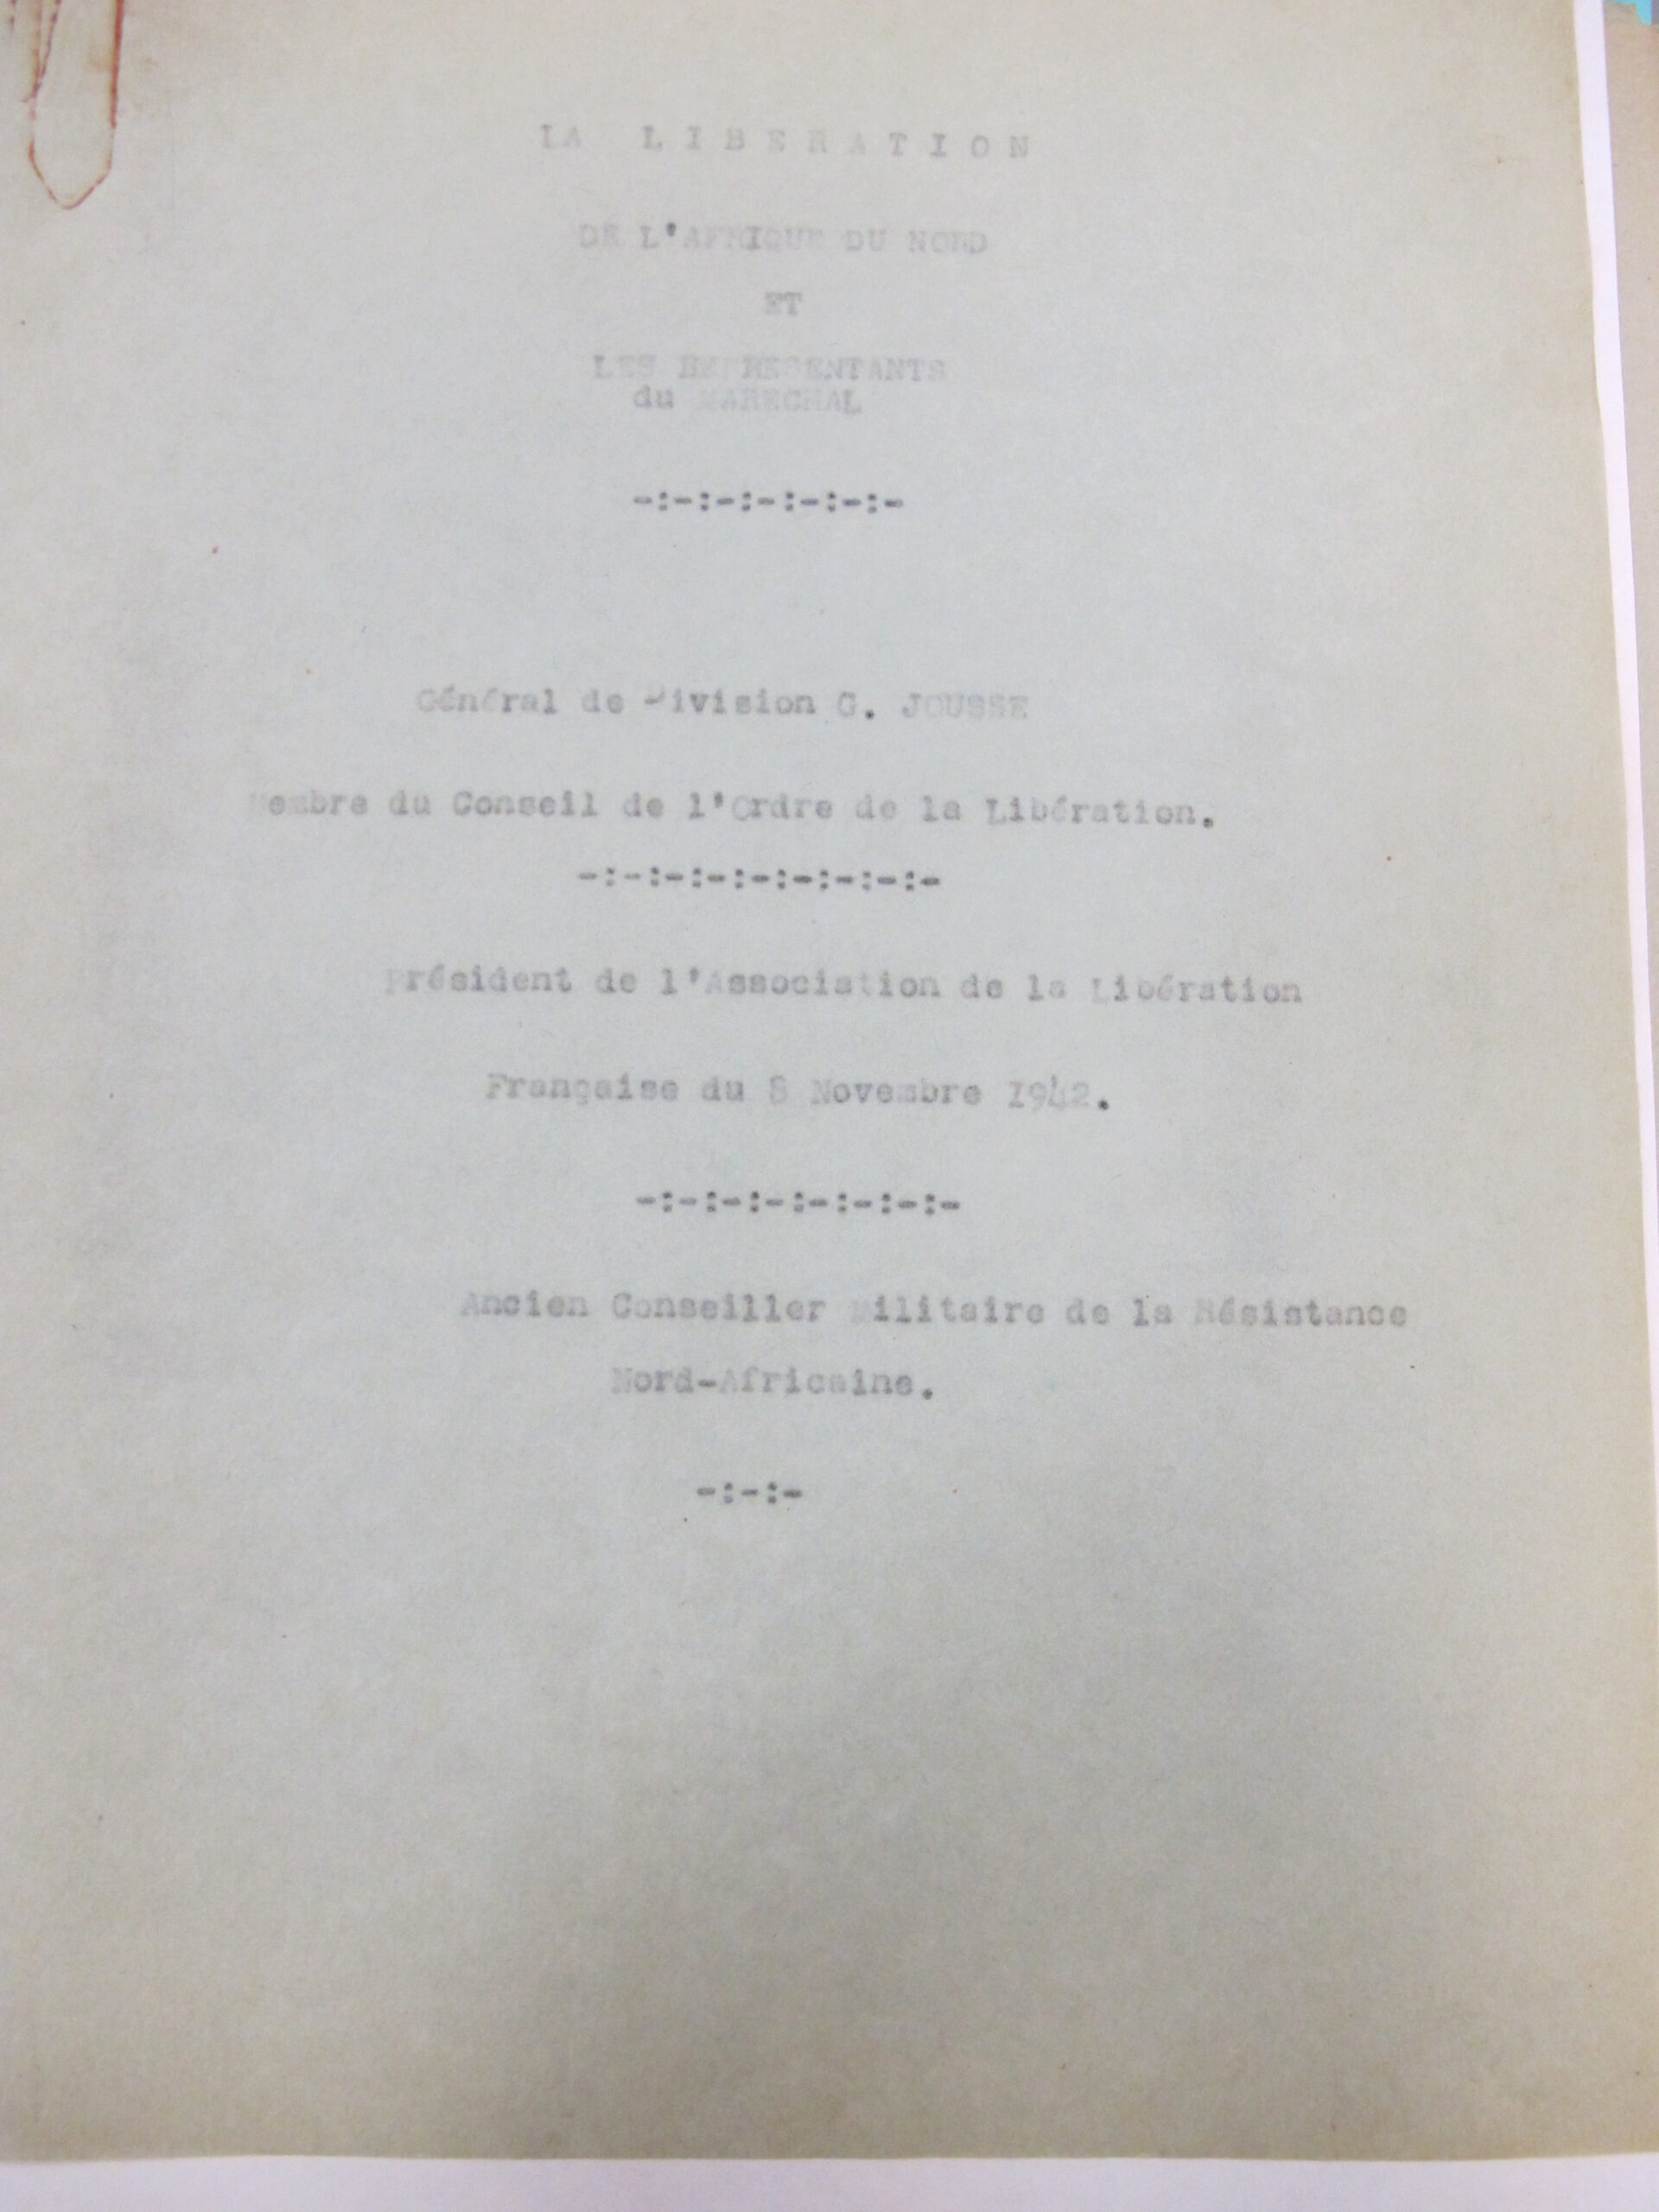 LA LIBERATION
DE L'AFRIQUE DU NORD
ET
LES REPRESENTANTS
du MARECHAL
-:-:-:-:-:-:-
Général de Division G. JOUSSE
Membre du Conseil de l'Ordre de la Libération.
-:-:-:-:-:-:-:-:-
Président de l'Association de la Libération
Française du 8 Novembre 1942.
-:-:-:-:-:-:-:-
Ancien Conseiller Militaire de la Résistance
Nord-Africaine.
-:-:-